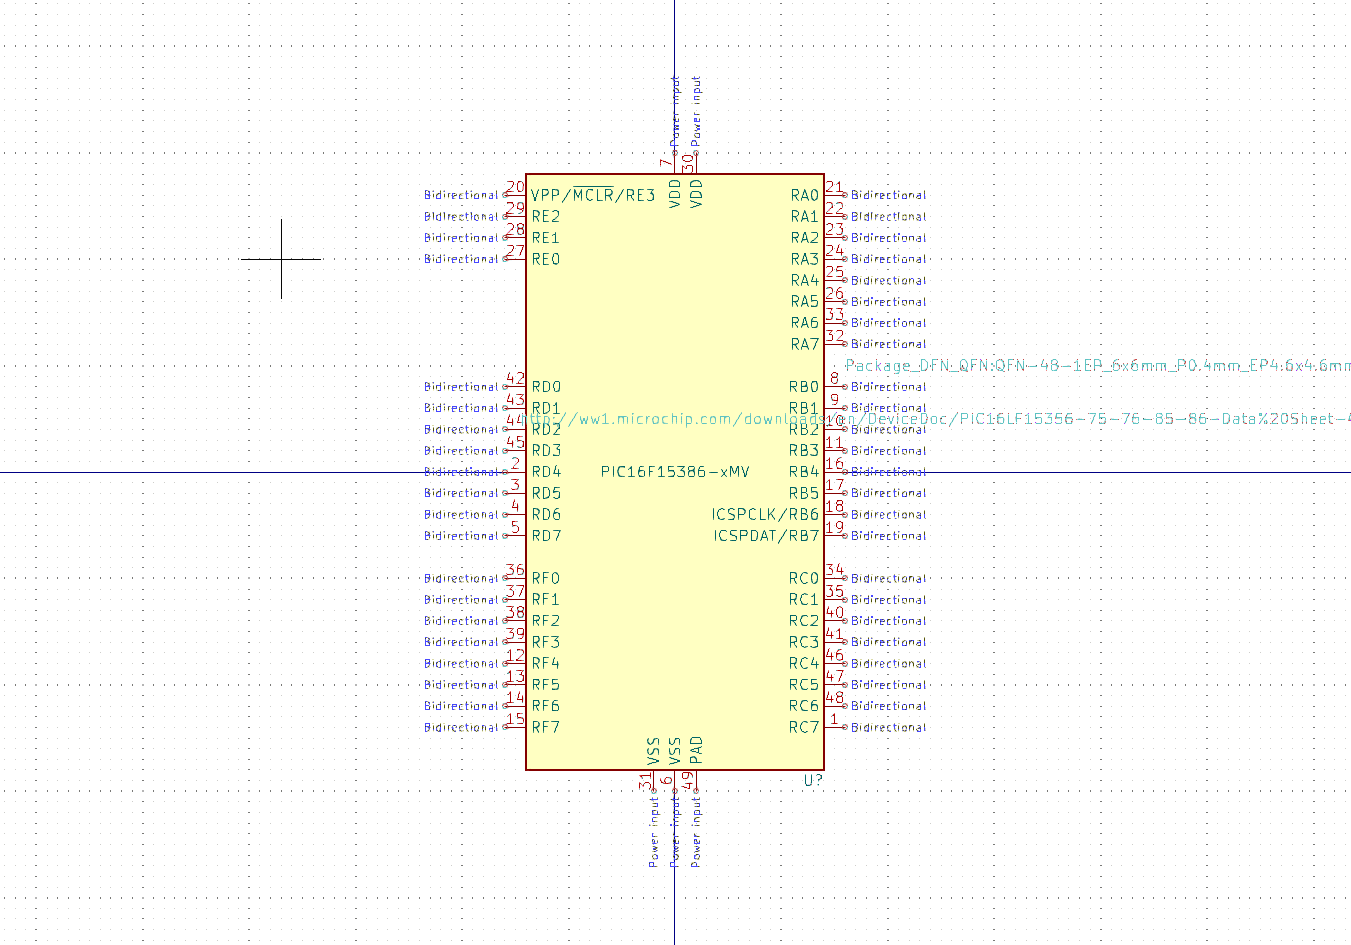 Power input Power input
7 30
VDD VDD
Bidirectional 20 VPP/MCLR/RE3 RA0 21 Bidirectional
Bidirectional 29 RE2 RA1 22 Bidirectional
Bidirectional 28 RE1 RA2 23 Bidirectional
Bidirectional 27 RE0 RA3 24 Bidirectional
RA4 25 Bidirectional
RA5 26 Bidirectional
RA6 33 Bidirectional
RA7 32 Bidirectional
Package_DFN_QFN:QFN-48-1EP_6x6mm_P0.4mm_EP4.6x4.6mm
Bidirectional 42 RD0 RB0 8 Bidirectional
Bidirectional 43 RD1 RB1 9 Bidirectional
http://ww1.microchip.com/downloads/en/DeviceDoc/PIC16LF15356-75-76-85-86-Data%20Sheet-4
Bidirectional 44 RD2 RB2 10 Bidirectional
Bidirectional 45 RD3 RB3 11 Bidirectional
Bidirectional 2 RD4 PIC16F15386-xMV RB4 16 Bidirectional
Bidirectional 3 RD5 RB5 17 Bidirectional
Bidirectional 4 RD6 ICSPCLK/RB6 18 Bidirectional
Bidirectional 5 RD7 ICSPDAT/RB7 19 Bidirectional
Bidirectional 36 RF0 RC0 34 Bidirectional
Bidirectional 37 RF1 RC1 35 Bidirectional
Bidirectional 38 RF2 RC2 40 Bidirectional
Bidirectional 39 RF3 RC3 41 Bidirectional
Bidirectional 12 RF4 RC4 46 Bidirectional
Bidirectional 13 RF5 RC5 47 Bidirectional
Bidirectional 14 RF6 RC6 48 Bidirectional
Bidirectional 15 RF7 RC7 1 Bidirectional
VSS VSS PAD
31 6 49 U?
Power input Power input Power input